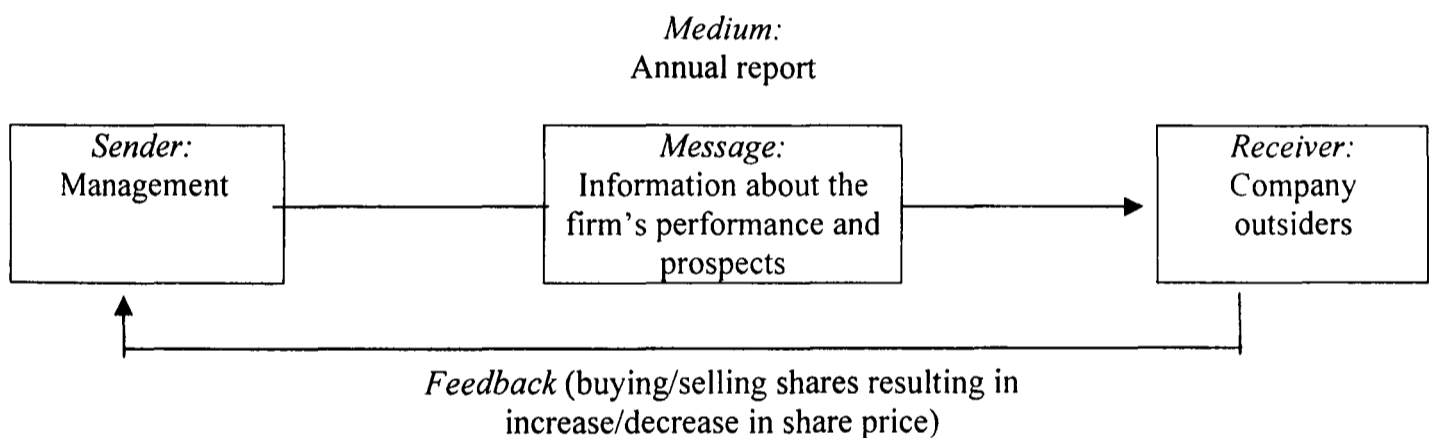 Medium:
Annual report
Sender:
Management
Message:
Information about the
firm's performance and
prospects
Receiver:
Company
outsiders
Feedback (buying/selling shares resulting in
increase/decrease in share price)